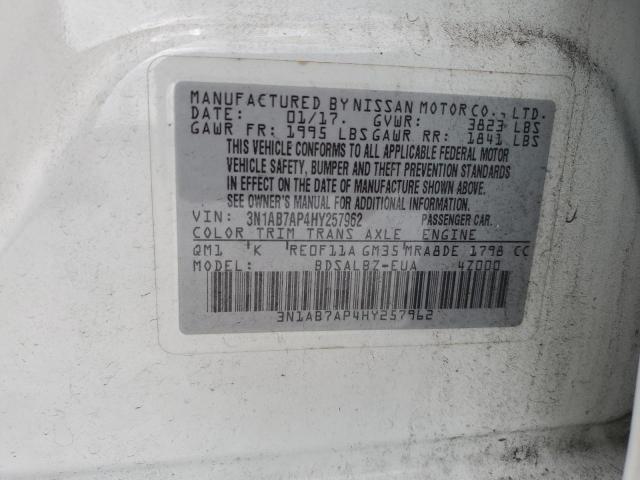 MANUFACTURED BY NISSAN MOTOR CO., LTD.
DATE: 01/17. GVWR: 3823 LBS
GAWR FR: 1995 LBS GAWR RR: 1841 LBS
THIS VEHICLE CONFORMS TO ALL APPLICABLE FEDERAL MOTOR
VEHICLE SAFETY, BUMPER AND THEFT PREVENTION STANDARDS
IN EFFECT ON THE DATE OF MANUFACTURE SHOWN ABOVE.
SEE OWNER MANUAL FOR ADDITIONAL INFORMATION.
VIN: 3N1AB7AP4HY257962 PASSENGER CAR.
COLOR TRIM TRANS AXLE ENGINE
QM1 K RE0F11A GM35 MRA8DE 1798 CC
BDSALBZ-EUA 4Z000
3N1AB7AP4HY257962